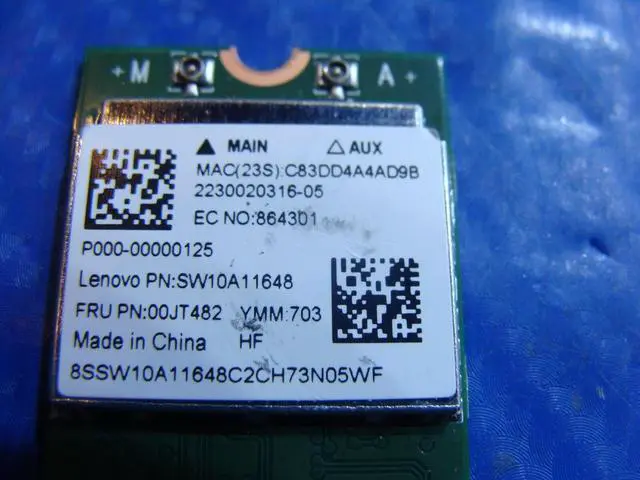 +M A+
▲ MAIN △ AUX
MAC(23S):C83DD4A4AD9B
2230020316-05
EC NO:864301
P000-00000125
Lenovo PN:SW10A11648
FRU PN:00JT482 YMM:703
Made in China HF
8SSW10A11648C2CH73N05WF